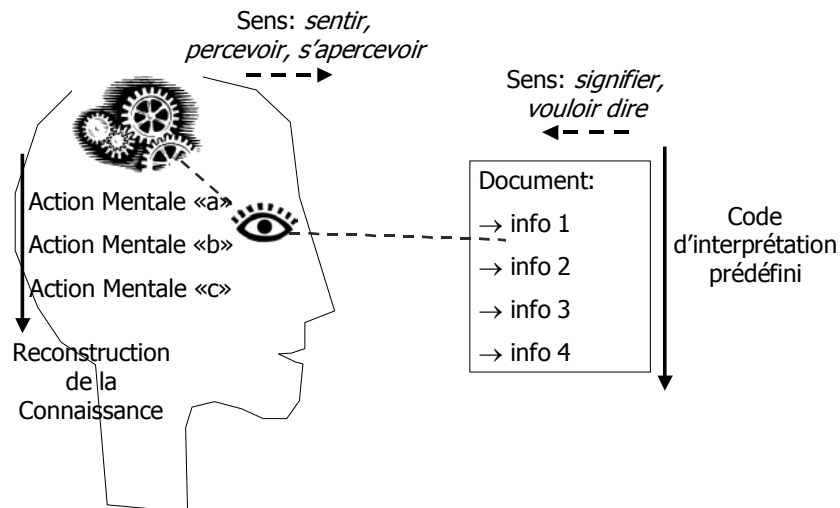 Sens: sentir,
percevoir, s'apercevoir
Sens: signifier,
vouloir dire
Action Mentale «a»
Action Mentale «b»
Action Mentale «c»
Reconstruction
de la
Connaissance
Document:
→ info 1
→ info 2
→ info 3
→ info 4
Code
d'interprétation
prédéfini